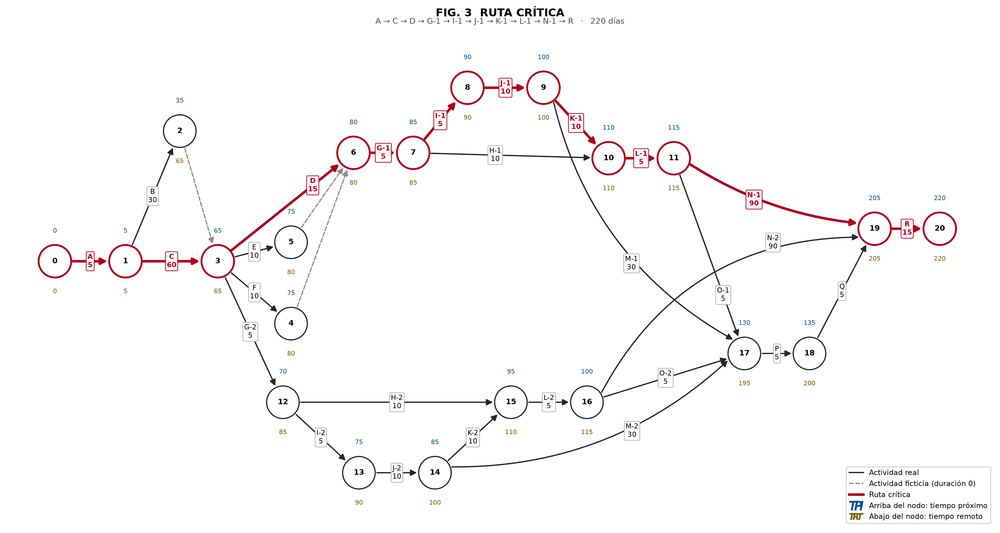 FIG. 3  RUTA CRÍTICA
A → C → D → G-1 → I-1 → J-1 → K-1 → L-1 → N-1 → R   ·   220 días
90
100
8
J-1
10
9
90
100
35
2
65
I-1
5
K-1
10
80
85
110
115
6
G-1
5
7
H-1
10
10
L-1
5
11
80
85
110
115
B
30
D
15
N-1
90
75
205
220
0
5
65
5
19
R
15
20
N-2
90
205
220
0
A
5
1
C
60
3
E
10
M-1
30
80
0
5
65
F
10
75
O-1
5
Q
5
4
G-2
5
130
135
80
17
P
5
18
70
95
100
O-2
5
195
200
12
H-2
10
15
L-2
5
16
85
110
115
I-2
5
K-2
10
M-2
30
75
85
13
J-2
10
14
90
100
Actividad real
Actividad ficticia (duración 0)
Ruta crítica
TPI Arriba del nodo: tiempo próximo
TRT Abajo del nodo: tiempo remoto